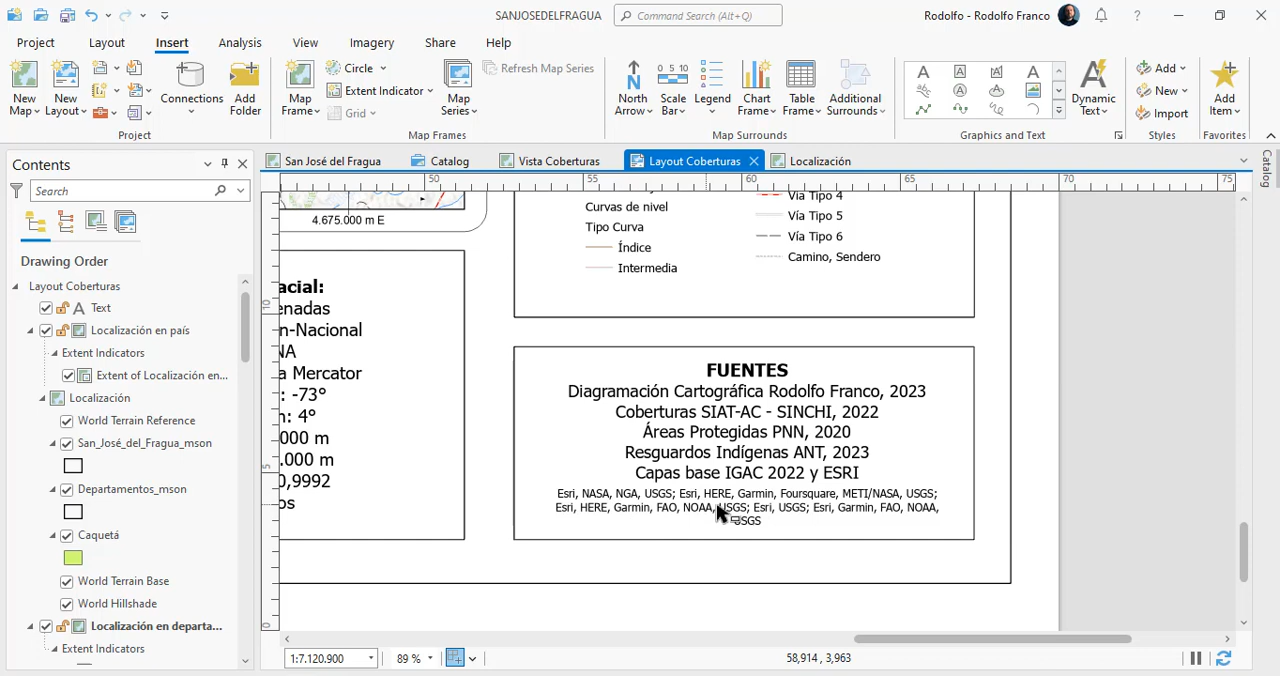 SANJOSEDELFRAGUA
Command Search (Alt+Q)
Rodolfo - Rodolfo Franco
?
Project
Layout
Insert
Analysis
View
Imagery
Share
Help
New Map
New Layout
Connections
Add Folder
Project
Map Frame
Circle
Extent Indicator
Grid
Map Series
Refresh Map Series
Map Frames
North Arrow
0 5 10
Scale Bar
Legend
Chart Frame
Table Frame
Additional Surrounds
Map Surrounds
Graphics and Text
Dynamic Text
Add
New
Import
Styles
Add Item
Favorites
Contents
Search
Drawing Order
Layout Coberturas
Text
Localización en país
Extent Indicators
Extent of Localización en...
Localización
World Terrain Reference
San_José_del_Fragua_mson
Departamentos_mson
Caquetá
World Terrain Base
World Hillshade
Localización en departa...
Extent Indicators
San José del Fragua
Catalog
Vista Coberturas
Layout Coberturas
Localización
Catalog
50 55 60 65 70 75
10
5
0
4.675.000 m E
acial:
enadas
n-Nacional
NA
a Mercator
: -73°
n: 4°
000 m
.000 m
0,9992
os
Curvas de nivel
Tipo Curva
Índice
Intermedia
Vía Tipo 4
Vía Tipo 5
Vía Tipo 6
Camino, Sendero
FUENTES
Diagramación Cartográfica Rodolfo Franco, 2023
Coberturas SIAT-AC - SINCHI, 2022
Áreas Protegidas PNN, 2020
Resguardos Indígenas ANT, 2023
Capas base IGAC 2022 y ESRI
Esri, NASA, NGA, USGS; Esri, HERE, Garmin, Foursquare, METI/NASA, USGS;
Esri, HERE, Garmin, FAO, NOAA, USGS; Esri, USGS; Esri, Garmin, FAO, NOAA,
USGS
1:7.120.900
89 %
58,914 , 3,963